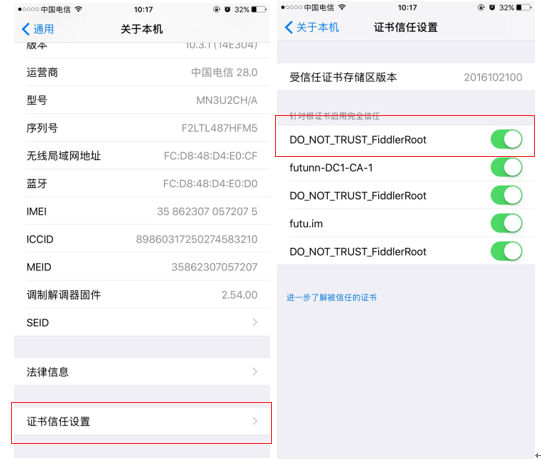 中国电信 10:17 32%
通用 关于本机
版本 10.3.1 (14E304)
运营商 中国电信 28.0
型号 MN3U2CH/A
序列号 F2LTL487HFM5
无线局域网地址 FC:D8:48:D4:E0:CF
蓝牙 FC:D8:48:D4:E0:D0
IMEI 35 862307 057207 5
ICCID 89860317250274583210
MEID 35862307057207
调制解调器固件 2.54.00
SEID
法律信息
证书信任设置
中国电信 10:17 32%
关于本机 证书信任设置
受信任证书存储区版本 2016102100
针对根证书启用完全信任
DO_NOT_TRUST_FiddlerRoot
futunn-DC1-CA-1
DO_NOT_TRUST_FiddlerRoot
futu.im
DO_NOT_TRUST_FiddlerRoot
进一步了解被信任的证书